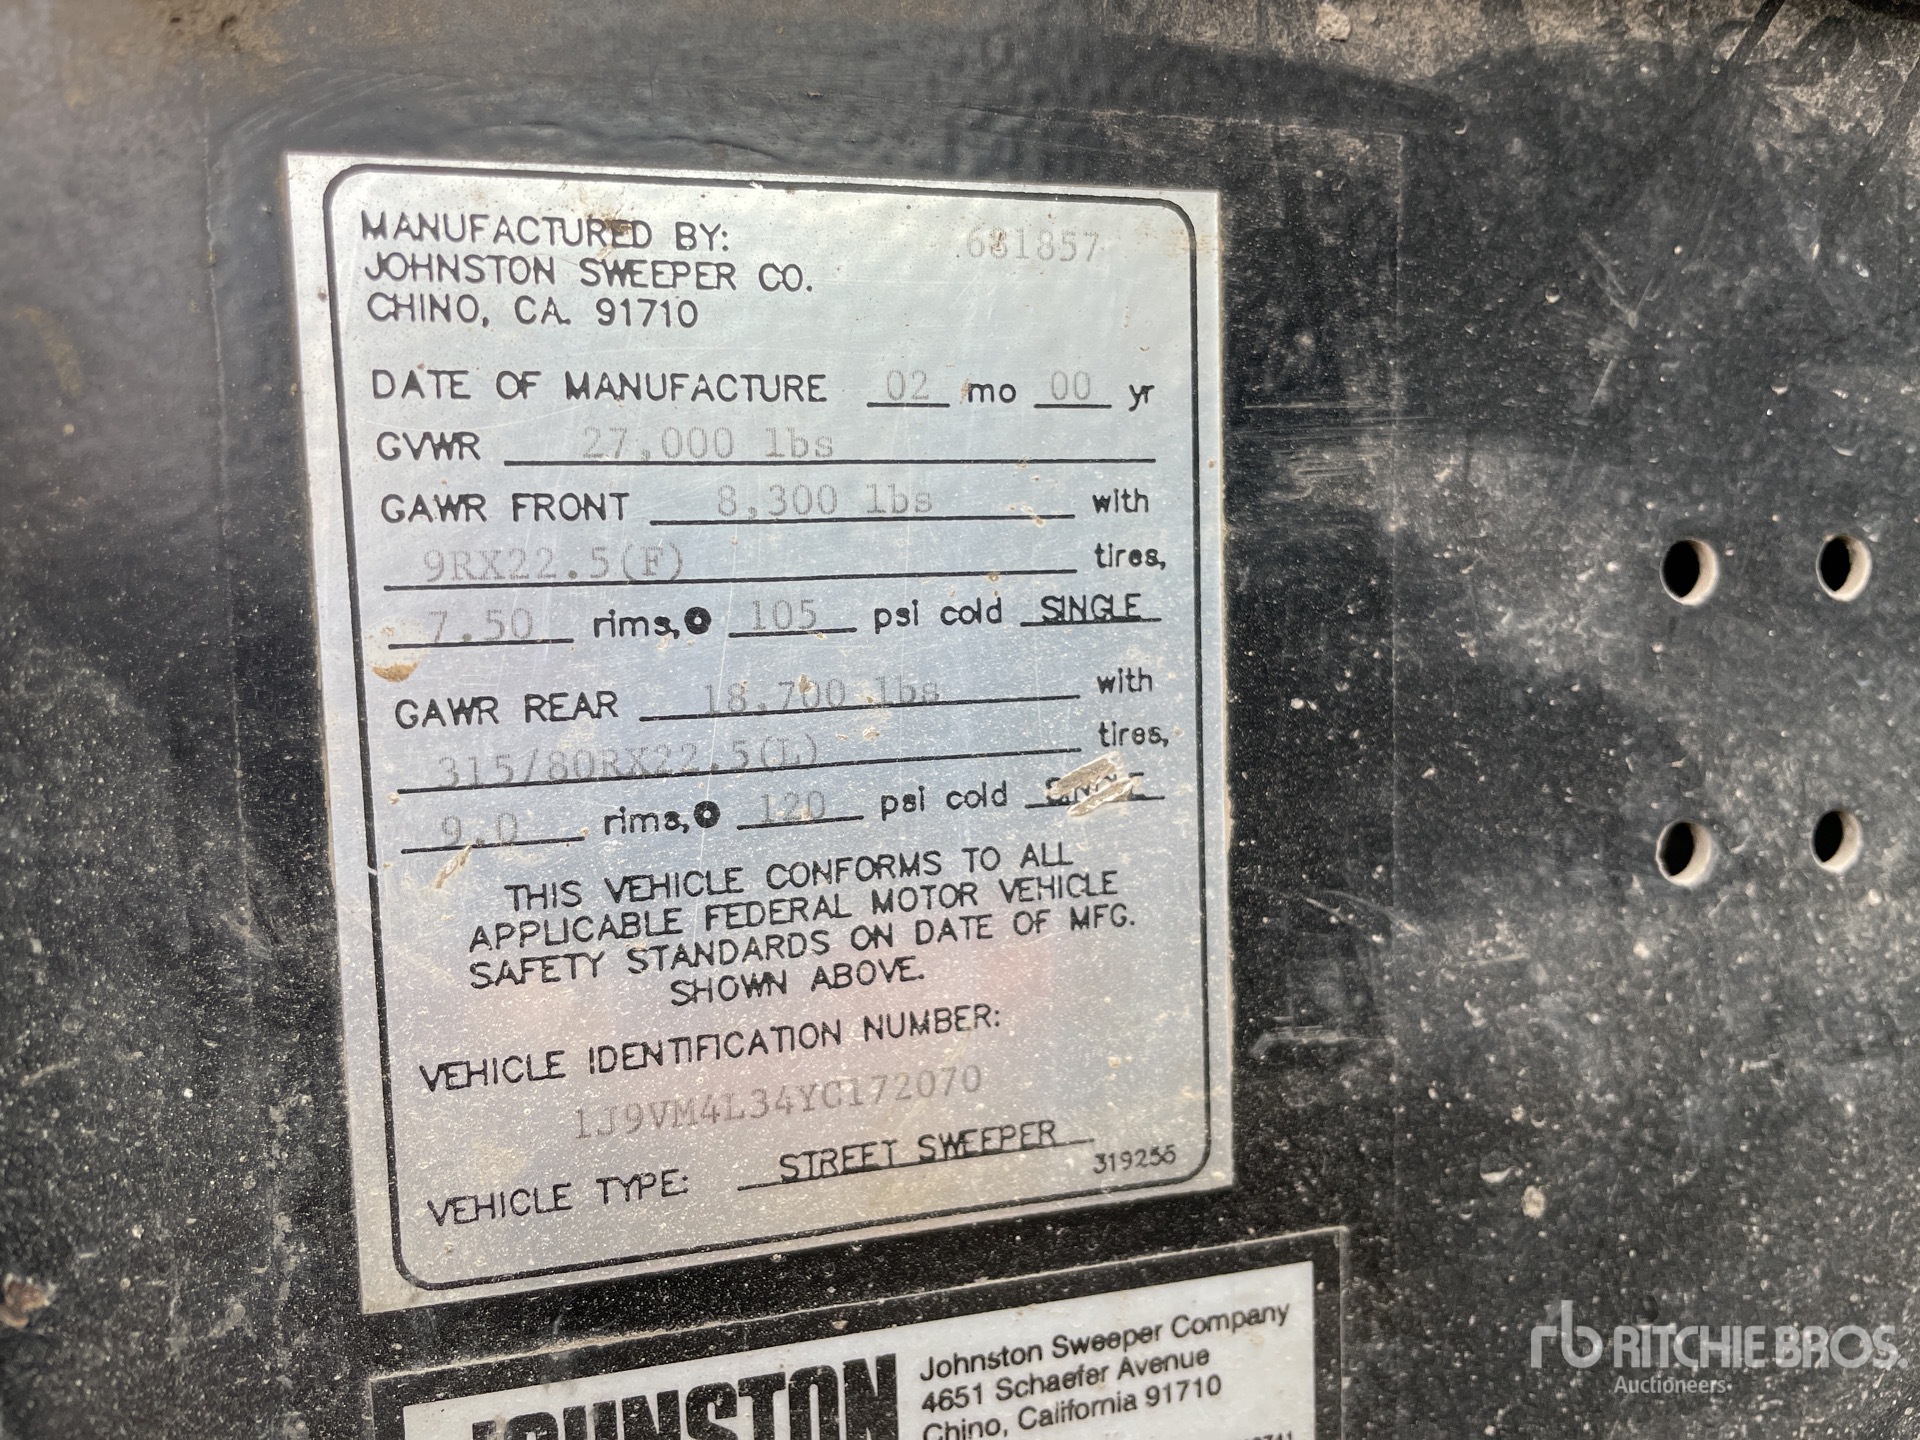 MANUFACTURED BY: 681857
JOHNSTON SWEEPER CO.
CHINO, CA. 91710
DATE OF MANUFACTURE 02 mo 00 yr
GVWR 27,000 lbs
GAWR FRONT 8,300 lbs with
9RX22.5(F) tires,
7.50 rims,@ 105 psi cold SINGLE
GAWR REAR 18,700 lbs with
315/80RX22.5(L) tires,
9.0 rims,@ 120 psi cold
THIS VEHICLE CONFORMS TO ALL
APPLICABLE FEDERAL MOTOR VEHICLE
SAFETY STANDARDS ON DATE OF MFG.
SHOWN ABOVE.
VEHICLE IDENTIFICATION NUMBER:
1J9VM4L34YC172070
VEHICLE TYPE: STREET SWEEPER
319256
JOHNSTON
Johnston Sweeper Company
4651 Schaefer Avenue
Chino, California 91710
rb RITCHIE BROS.
Auctioneers